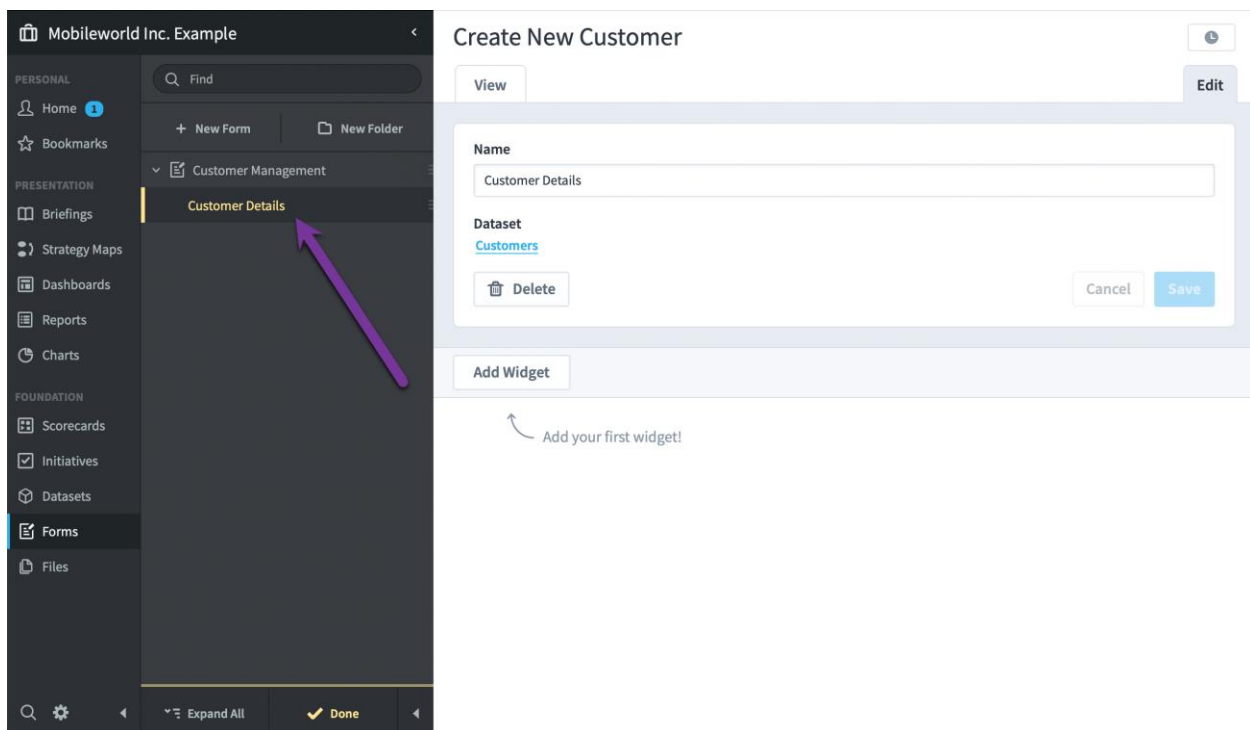 Mobileworld Inc. Example
PERSONAL
Home 1
Bookmarks
PRESENTATION
Briefings
Strategy Maps
Dashboards
Reports
Charts
FOUNDATION
Scorecards
Initiatives
Datasets
Forms
Files
Find
+ New Form
New Folder
Customer Management
Customer Details
Expand All
Done
Create New Customer
View
Edit
Name
Customer Details
Dataset
Customers
Delete
Cancel
Save
Add Widget
Add your first widget!